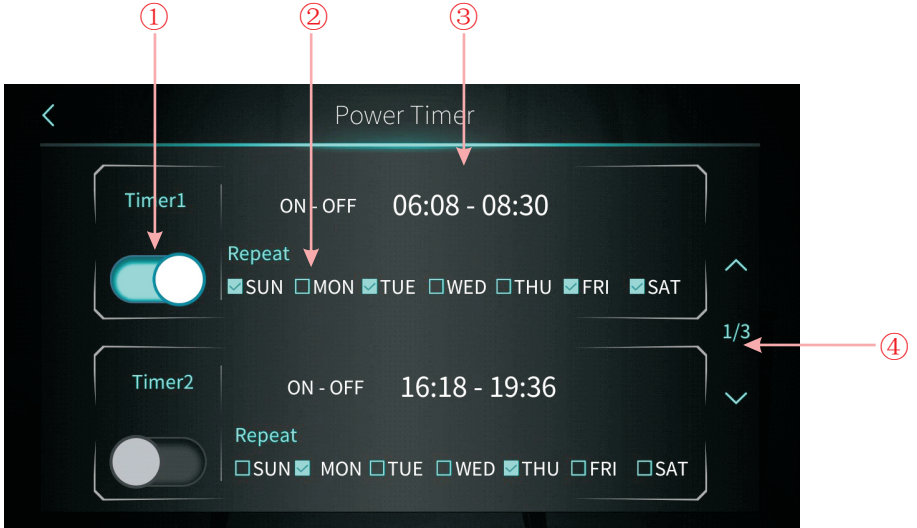 ① ② ③
Power Timer
Timer1
ON - OFF 06:08 - 08:30
Repeat
SUN MON TUE WED THU FRI SAT
1/3
④
Timer2
ON - OFF 16:18 - 19:36
Repeat
SUN MON TUE WED THU FRI SAT